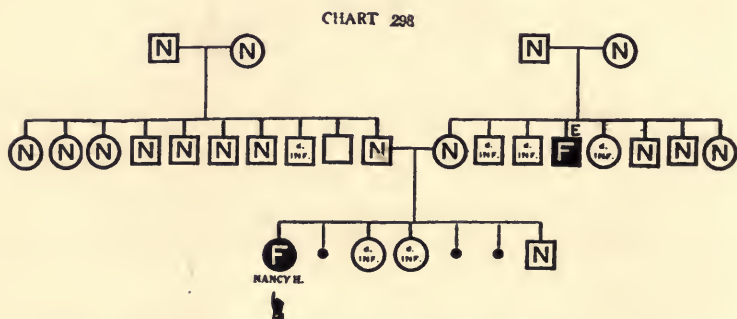 CHART 298
N N N N
E
N N N N N N N d. INF. N N d. INF. d. INF. F d. INF. N N N
F d. INF. d. INF. N
NANCY H.